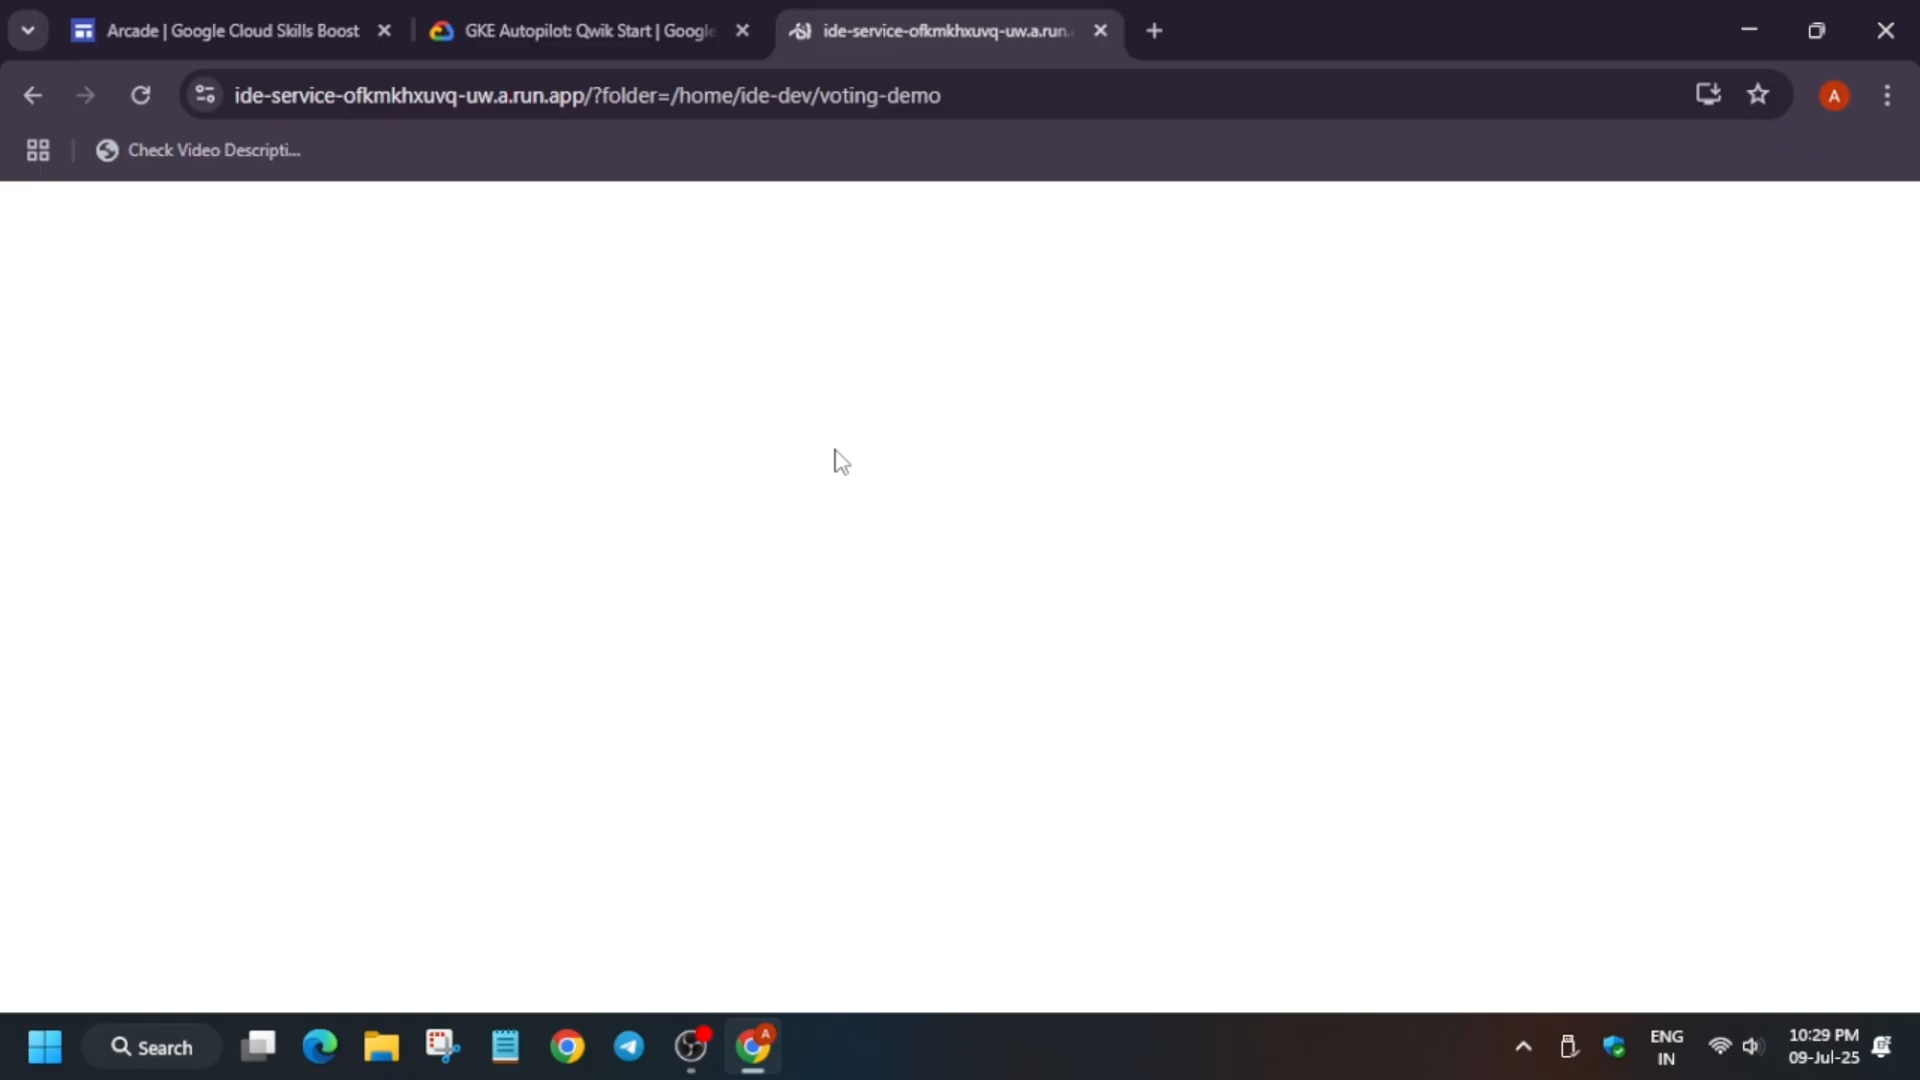 Arcade | Google Cloud Skills Boost
GKE Autopilot: Qwik Start | Google
ide-service-ofkmkhxuvq-uw.a.run.
ide-service-ofkmkhxuvq-uw.a.run.app/?folder=/home/ide-dev/voting-demo
A
Check Video Descripti...
Search
A
ENG
IN
10:29 PM
09-Jul-25